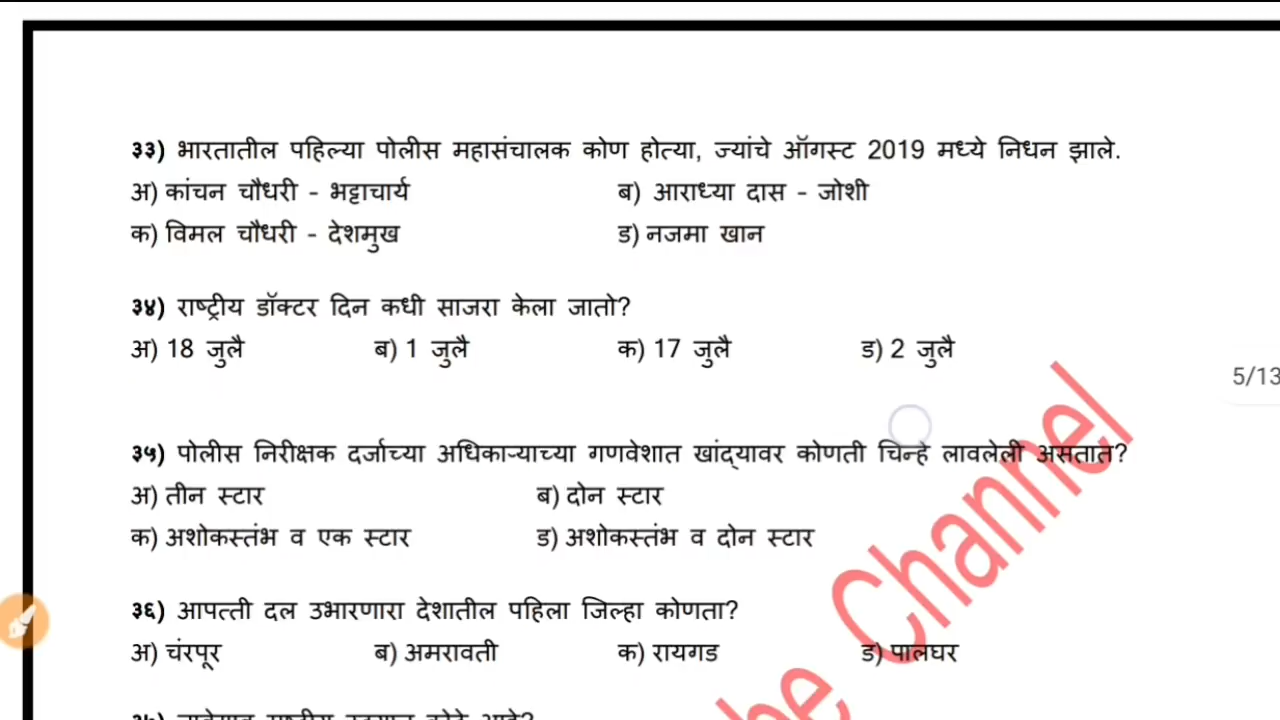 ३३) भारतातील पहिल्या पोलीस महासंचालक कोण होत्या, ज्यांचे ऑगस्ट 2019 मध्ये निधन झाले.
अ) कांचन चौधरी - भट्टाचार्य ब) आराध्या दास - जोशी
क) विमल चौधरी - देशमुख ड) नजमा खान
३४) राष्ट्रीय डॉक्टर दिन कधी साजरा केला जातो?
अ) 18 जुलै ब) 1 जुलै क) 17 जुलै ड) 2 जुलै
5/13
३५) पोलीस निरीक्षक दर्जाच्या अधिकाऱ्याच्या गणवेशात खांद्यावर कोणती चिन्हे लावलेली असतात?
अ) तीन स्टार ब) दोन स्टार
क) अशोकस्तंभ व एक स्टार ड) अशोकस्तंभ व दोन स्टार
३६) आपत्ती दल उभारणारा देशातील पहिला जिल्हा कोणता?
अ) चंरपूर ब) अमरावती क) रायगड ड) पालघर
be Channel